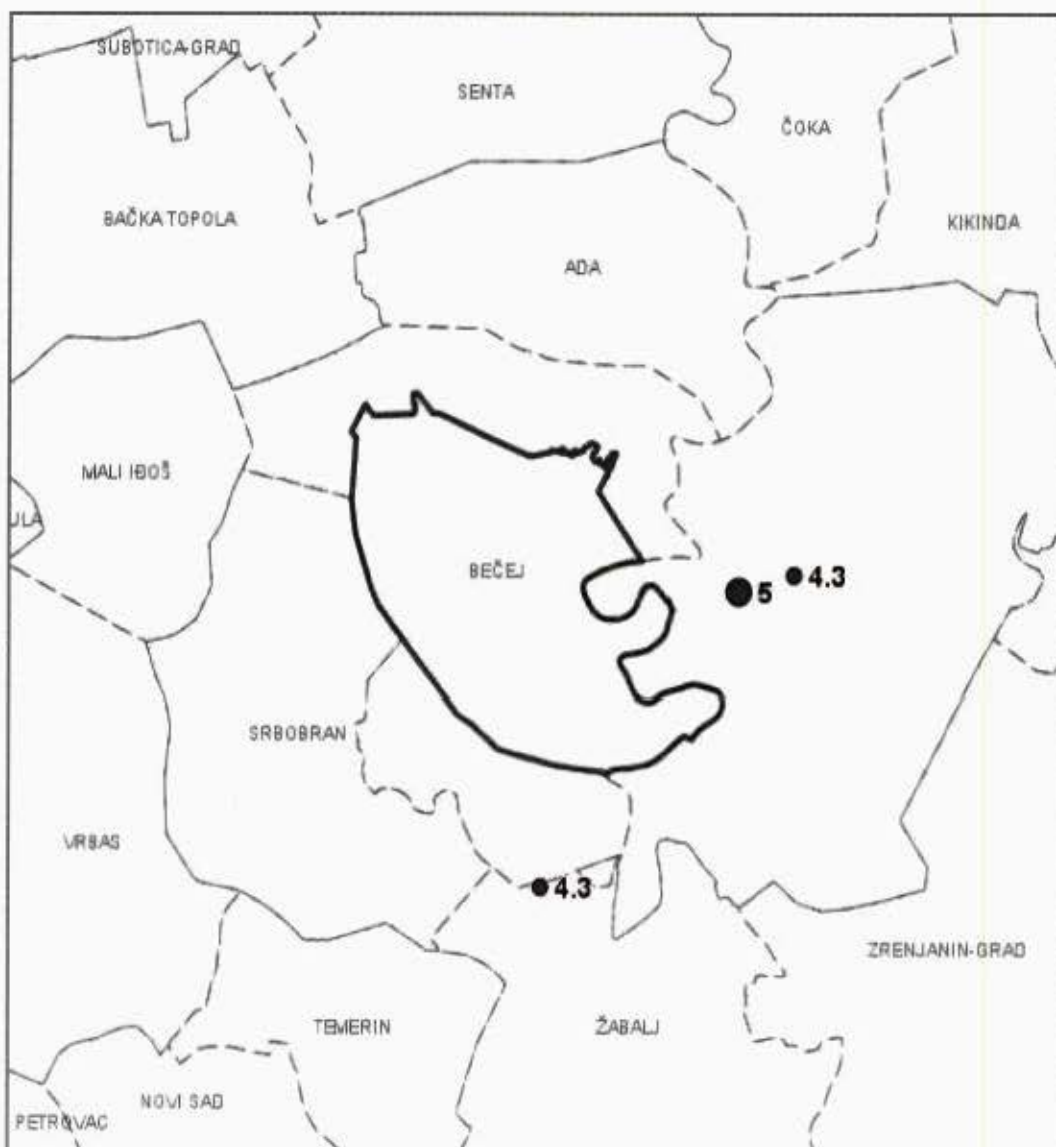 SUBOTICA-GRAD
SENTA
ČOKA
BAČKA TOPOLA
KIKINDA
ADA
MALI IĐOŠ
ULA
BEČEJ
5
4.3
SRBOBRAN
VRBAS
4.3
ZRENJANIN-GRAD
TEMERIN
ŽABALJ
NOVI SAD
PETROVAC